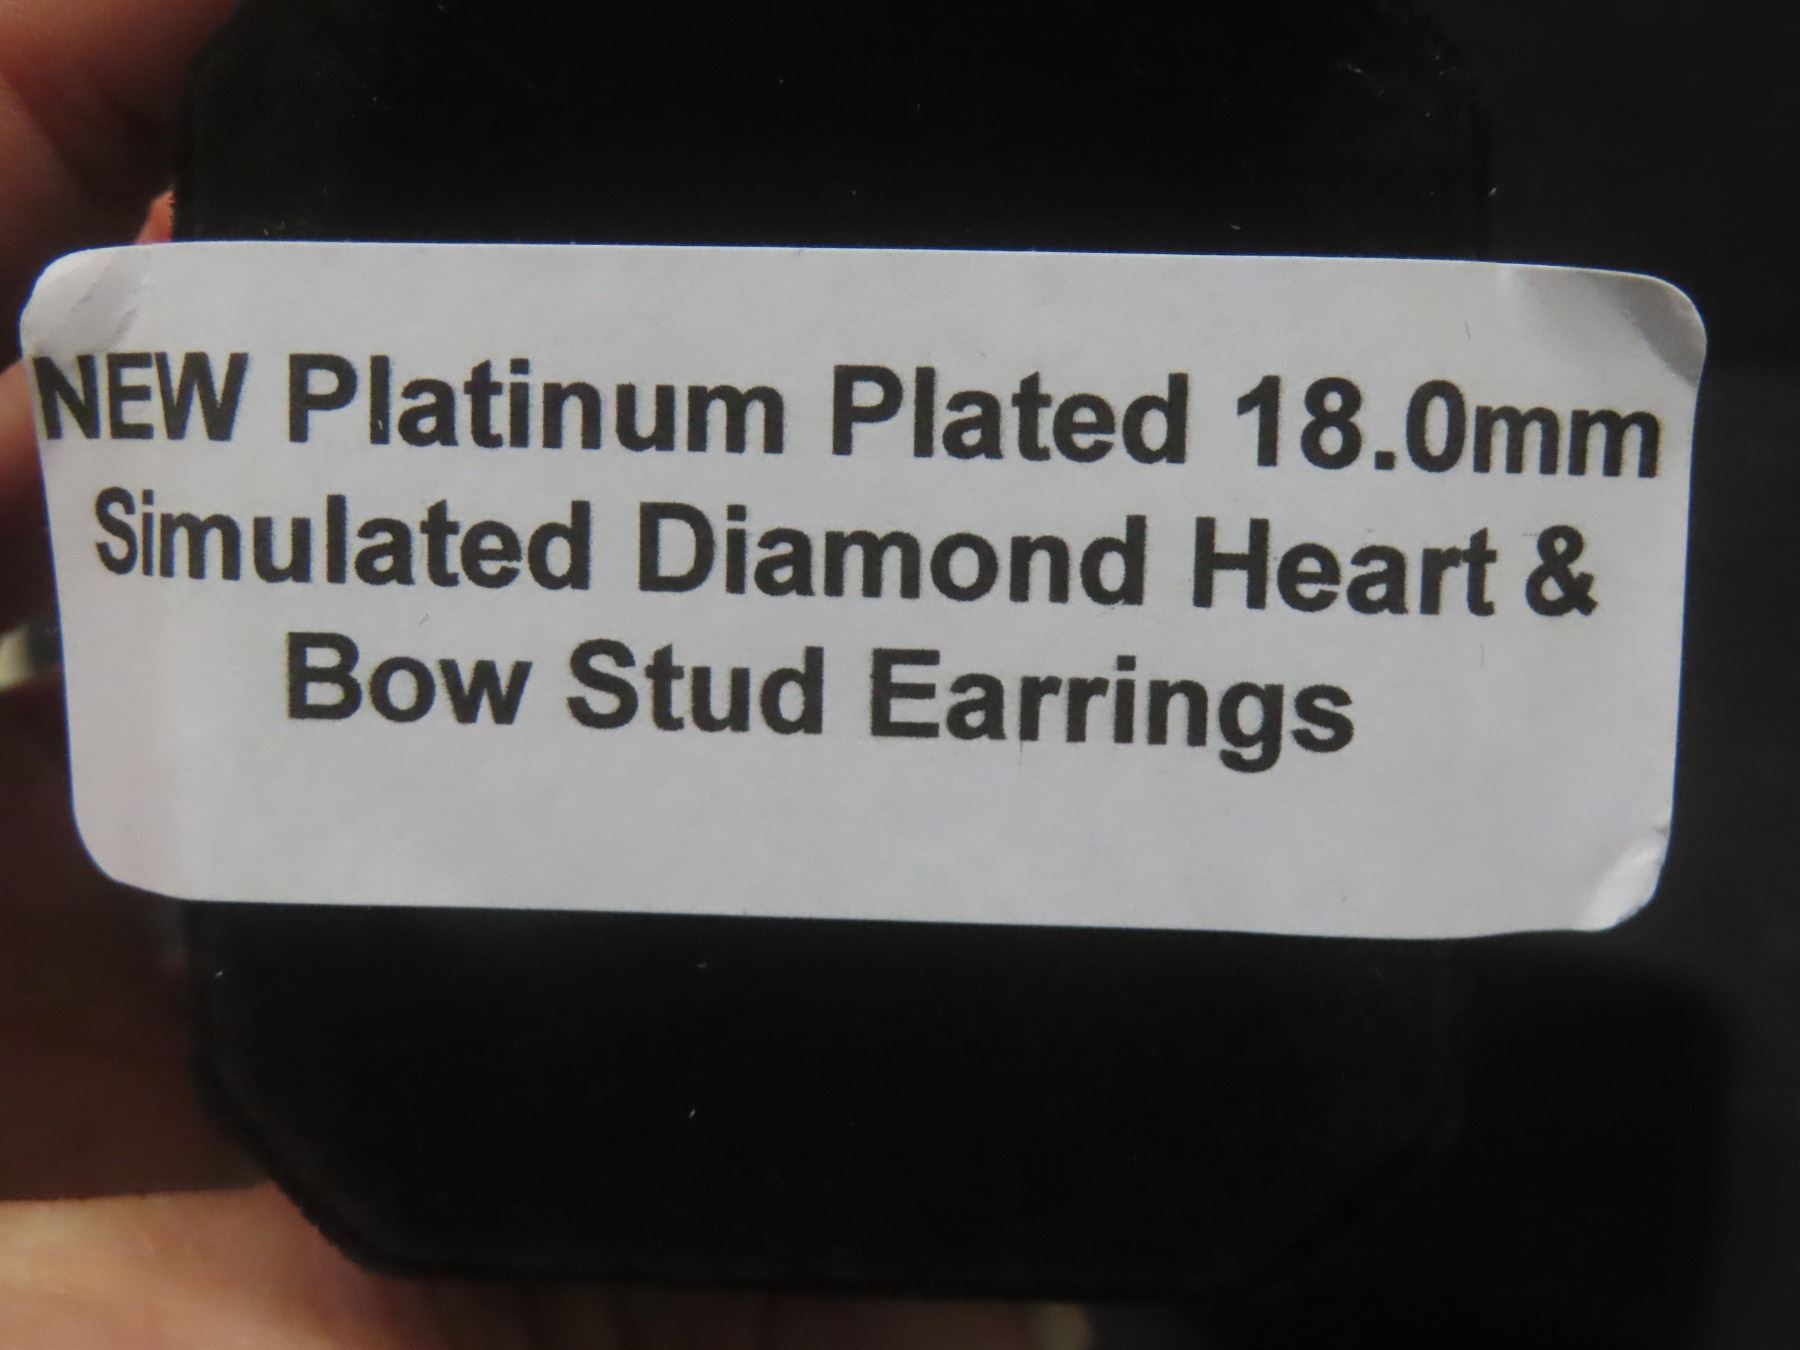 NEW Platinum Plated 18.0mm
Simulated Diamond Heart &
Bow Stud Earrings